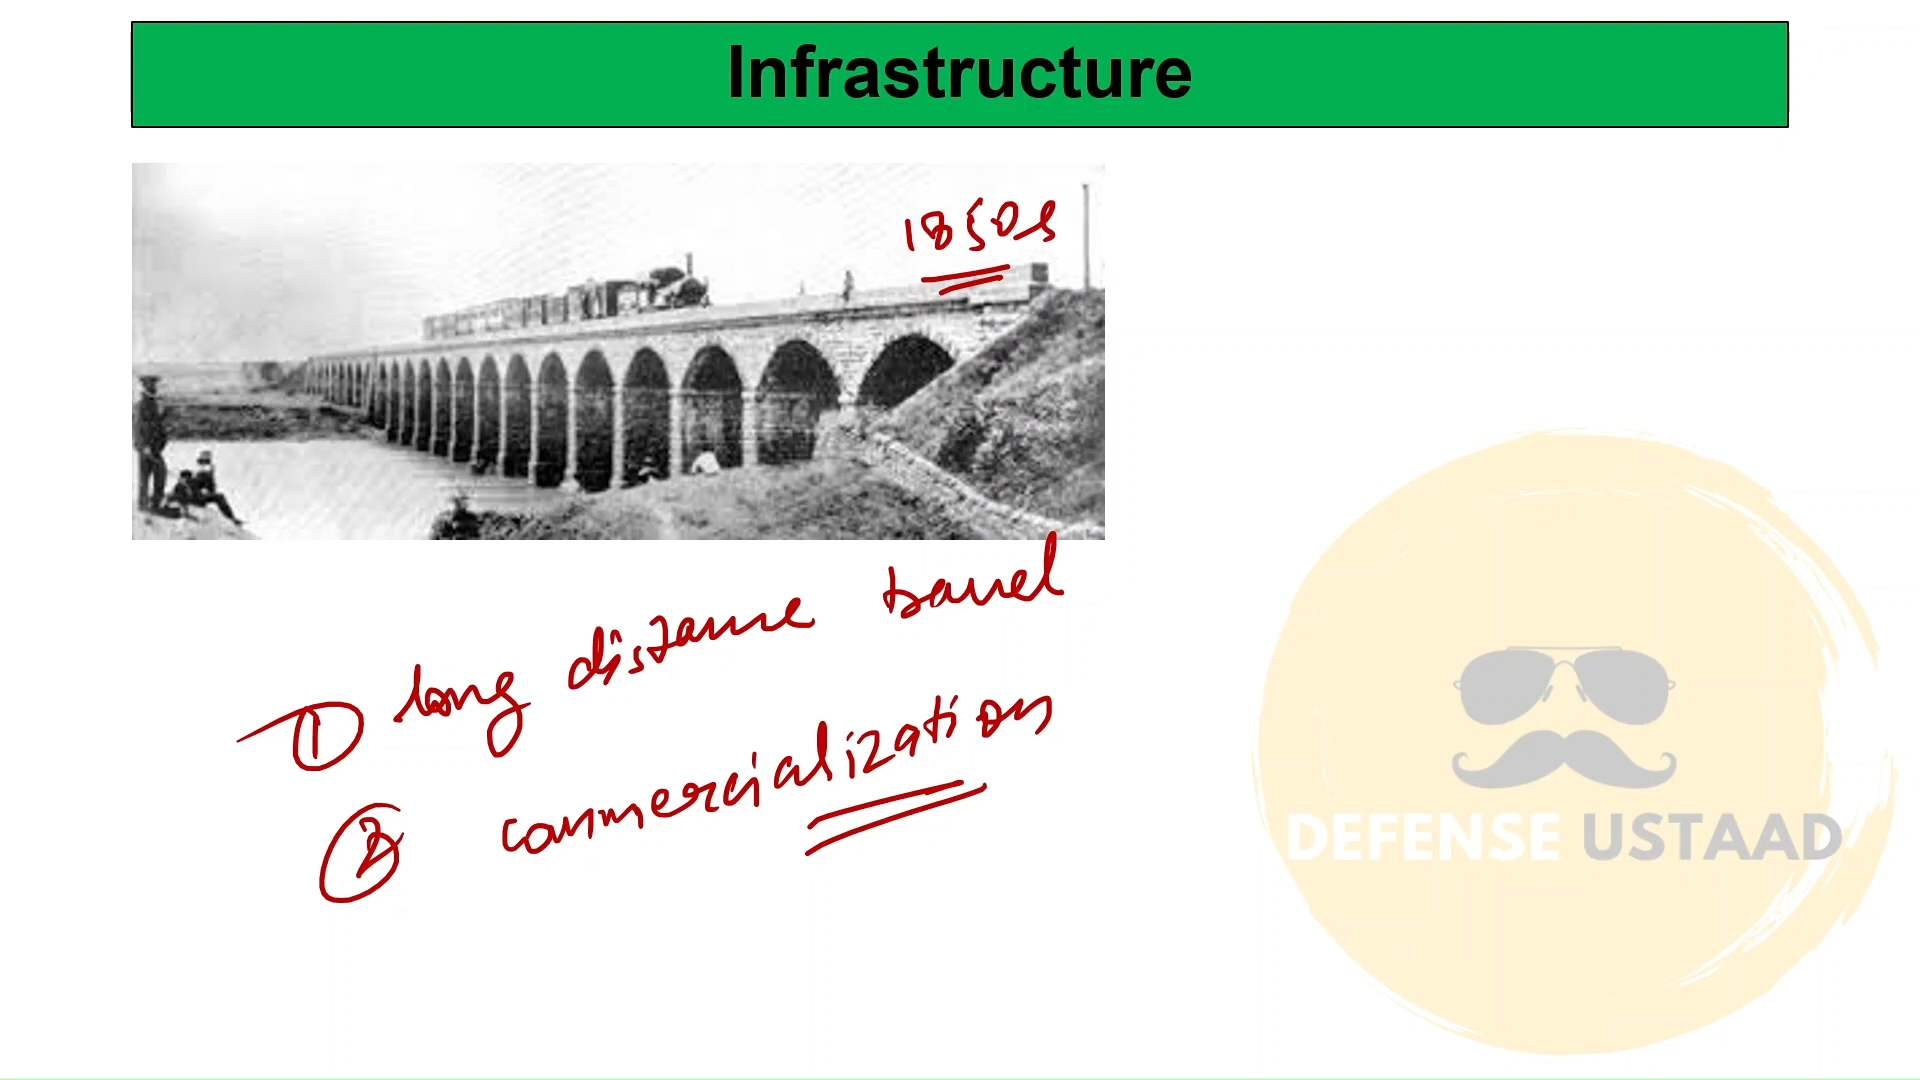 Infrastructure
1850s
① long distance travel
② commercialization
DEFENSE USTAAD